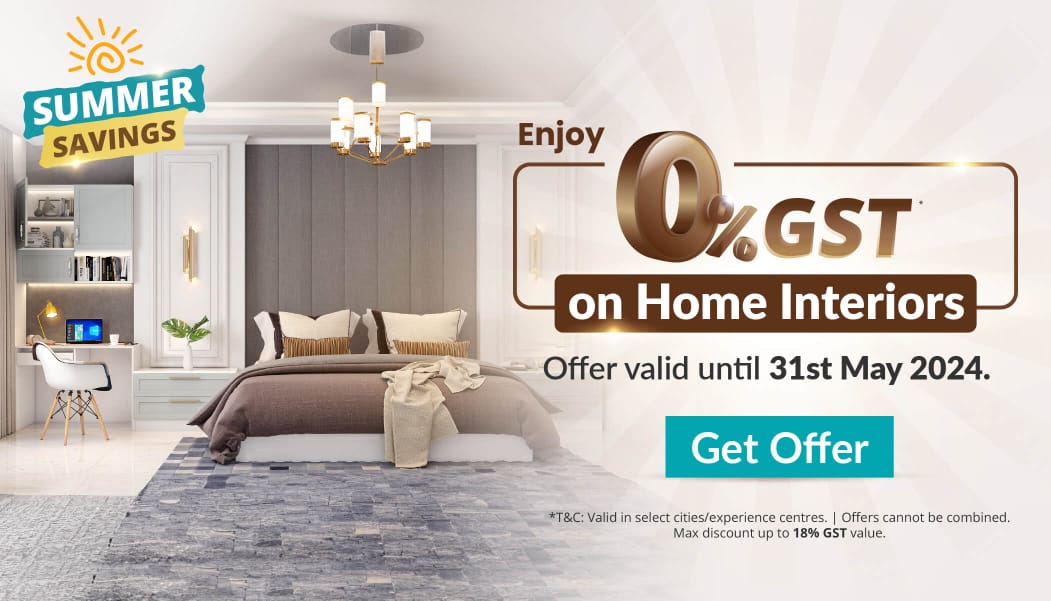 SUMMER
SAVINGS
Enjoy
0% GST*
on Home Interiors
Offer valid until 31st May 2024.
Get Offer
*T&C: Valid in select cities/experience centres. | Offers cannot be combined.
Max discount up to 18% GST value.